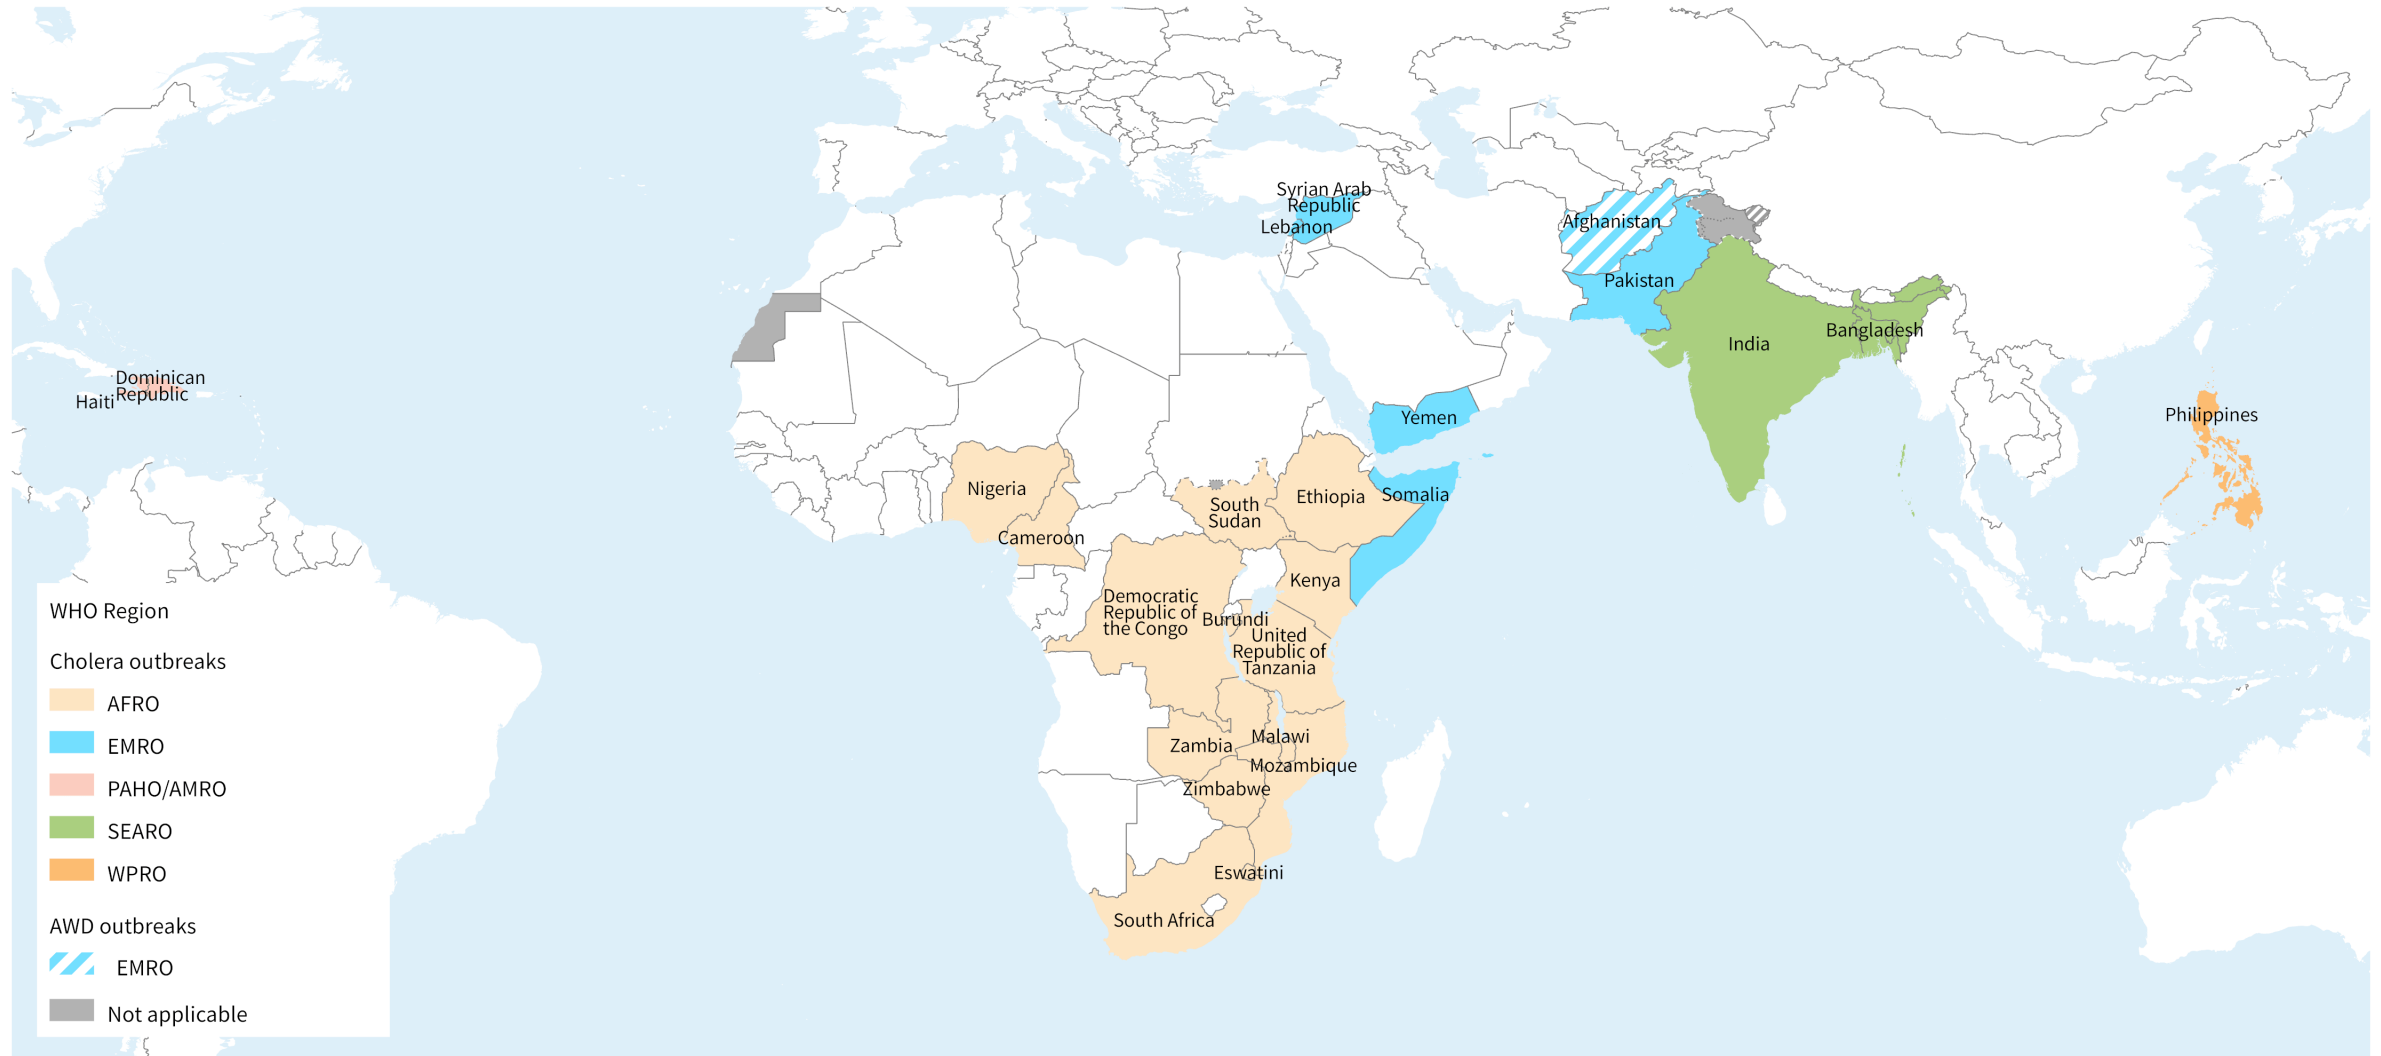 Syrian Arab
Republic
Lebanon
Afghanistan
Pakistan
India
Bangladesh
Dominican
Republic
Haiti
Yemen
Philippines
Nigeria
Cameroon
South
Sudan
Ethiopia
Somalia
Kenya
Democratic
Republic of
the Congo
Burundi
United
Republic of
Tanzania
Zambia
Malawi
Mozambique
Zimbabwe
Eswatini
South Africa
WHO Region
Cholera outbreaks
AFRO
EMRO
PAHO/AMRO
SEARO
WPRO
AWD outbreaks
EMRO
Not applicable